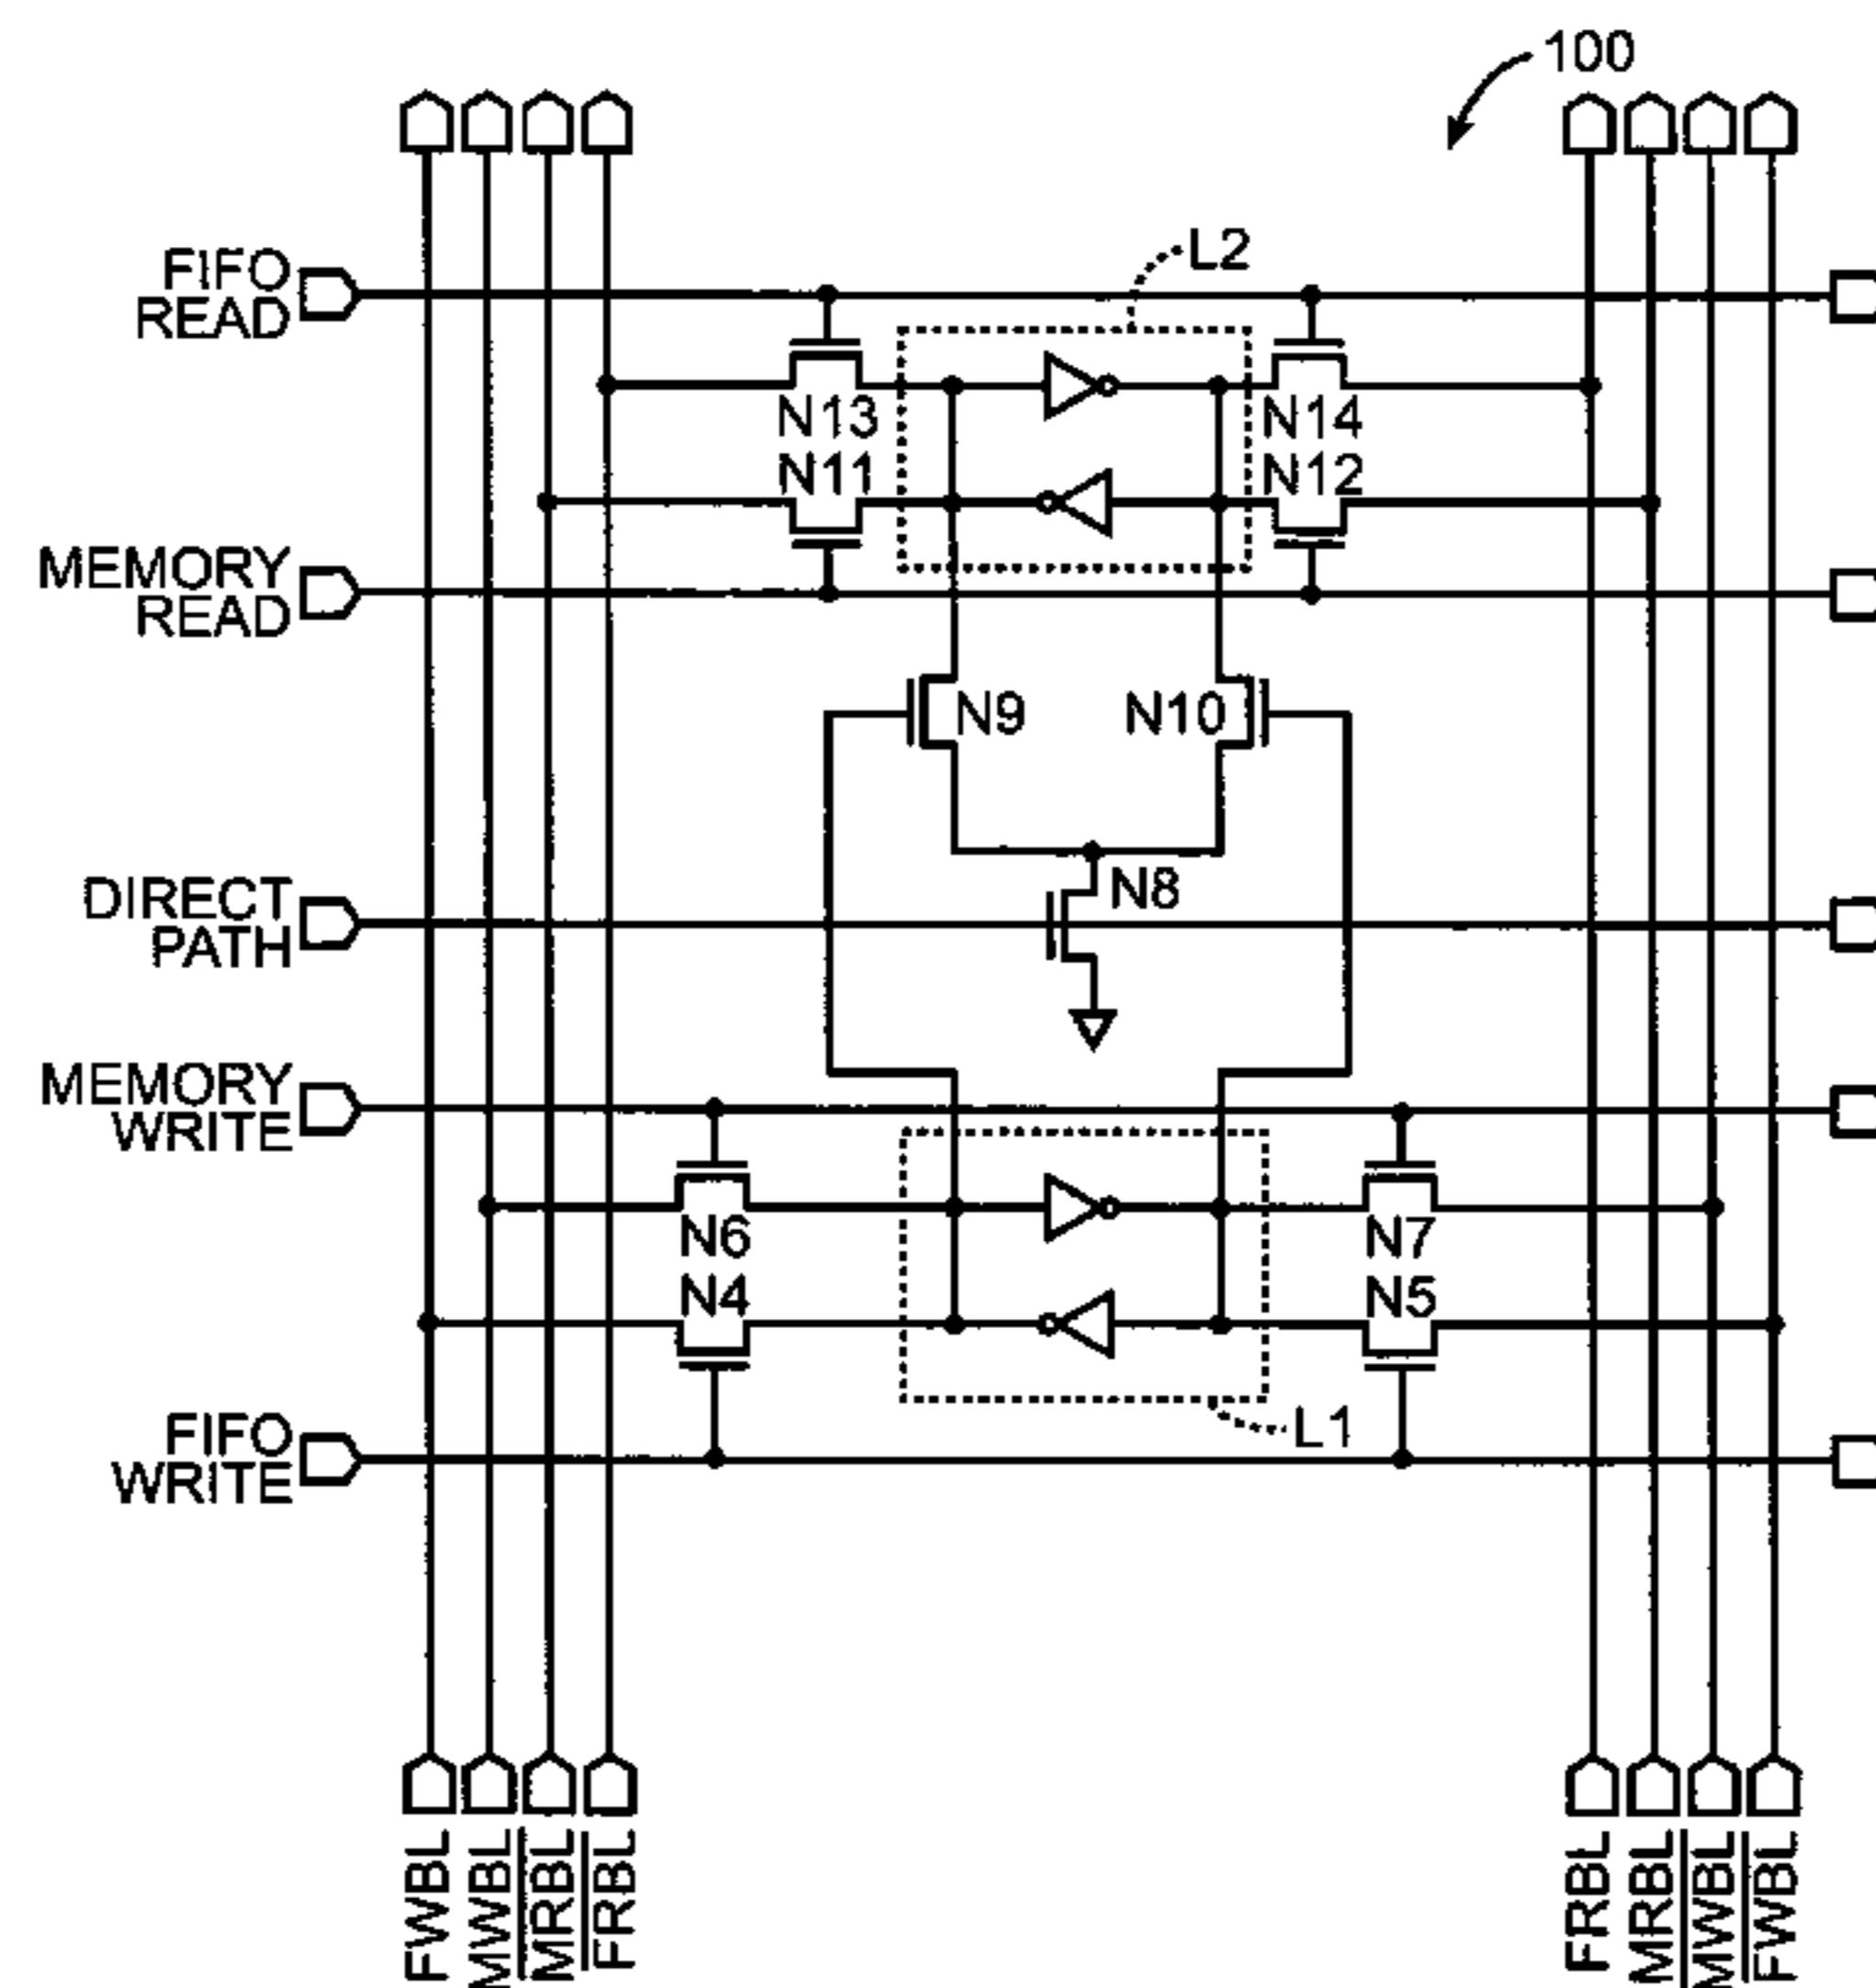 100
L2
FIFO
READ
N13
N14
N11
N12
MEMORY
READ
N9
N10
DIRECT
PATH
N8
MEMORY
WRITE
N6
N7
N4
N5
L1
FIFO
WRITE
FWBL
MWBL
MRBL
FRBL
FRBL
MRBL
MWBL
FWBL